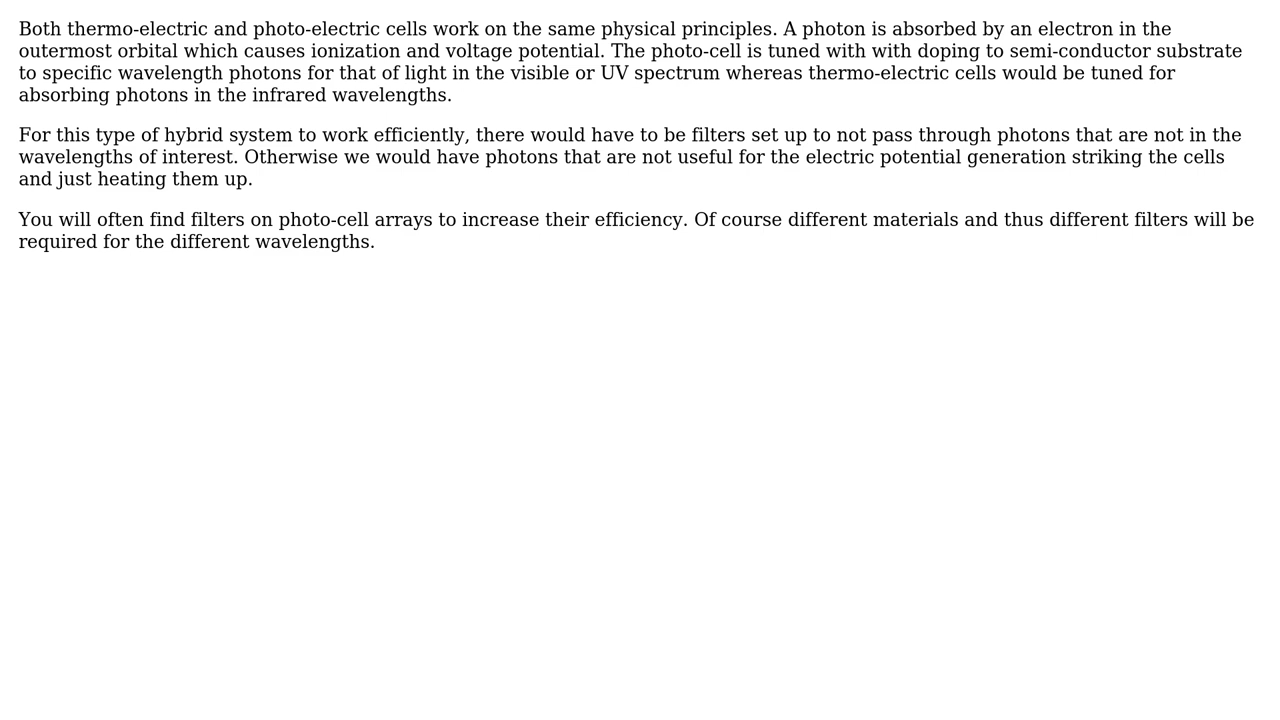 Both thermo-electric and photo-electric cells work on the same physical principles. A photon is absorbed by an electron in the
outermost orbital which causes ionization and voltage potential. The photo-cell is tuned with with doping to semi-conductor substrate
to specific wavelength photons for that of light in the visible or UV spectrum whereas thermo-electric cells would be tuned for
absorbing photons in the infrared wavelengths.
For this type of hybrid system to work efficiently, there would have to be filters set up to not pass through photons that are not in the
wavelengths of interest. Otherwise we would have photons that are not useful for the electric potential generation striking the cells
and just heating them up.
You will often find filters on photo-cell arrays to increase their efficiency. Of course different materials and thus different filters will be
required for the different wavelengths.